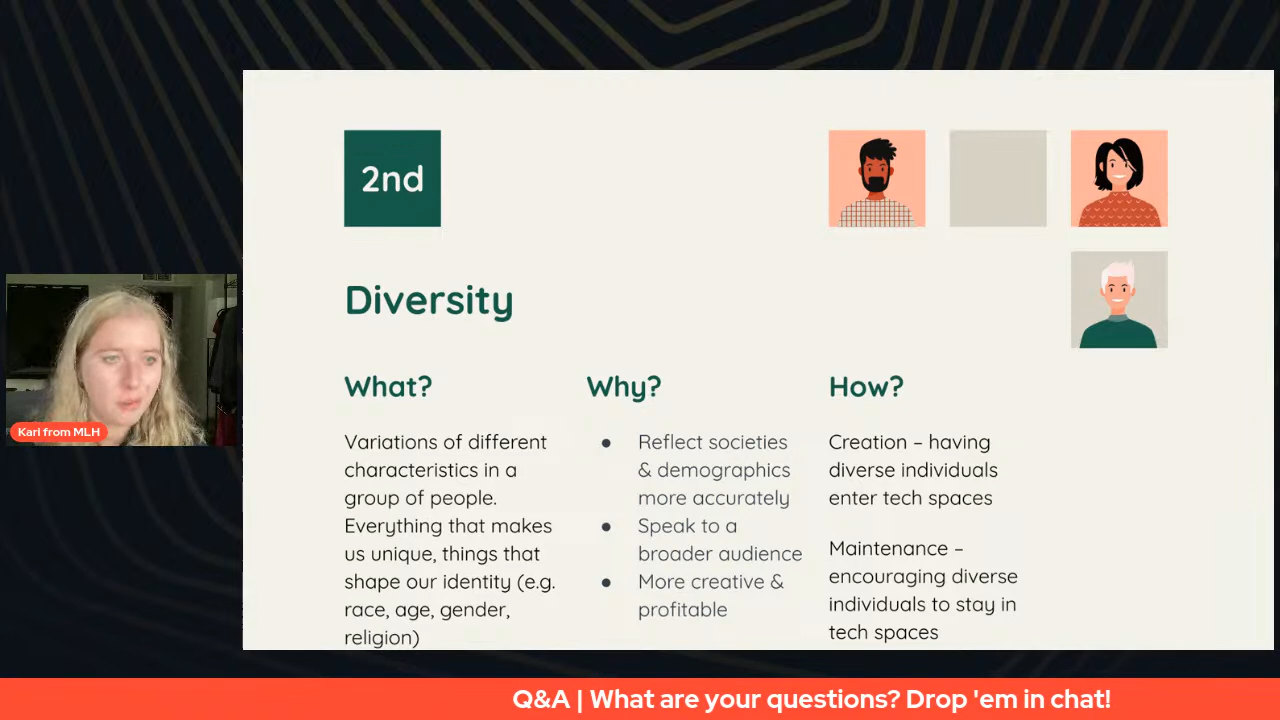 2nd
Diversity
What?
Variations of different
characteristics in a
group of people.
Everything that makes
us unique, things that
shape our identity (e.g.
race, age, gender,
religion)
Why?
Reflect societies
& demographics
more accurately
Speak to a
broader audience
More creative &
profitable
How?
Creation – having
diverse individuals
enter tech spaces
Maintenance –
encouraging diverse
individuals to stay in
tech spaces
Kari from MLH
Q&A | What are your questions? Drop 'em in chat!